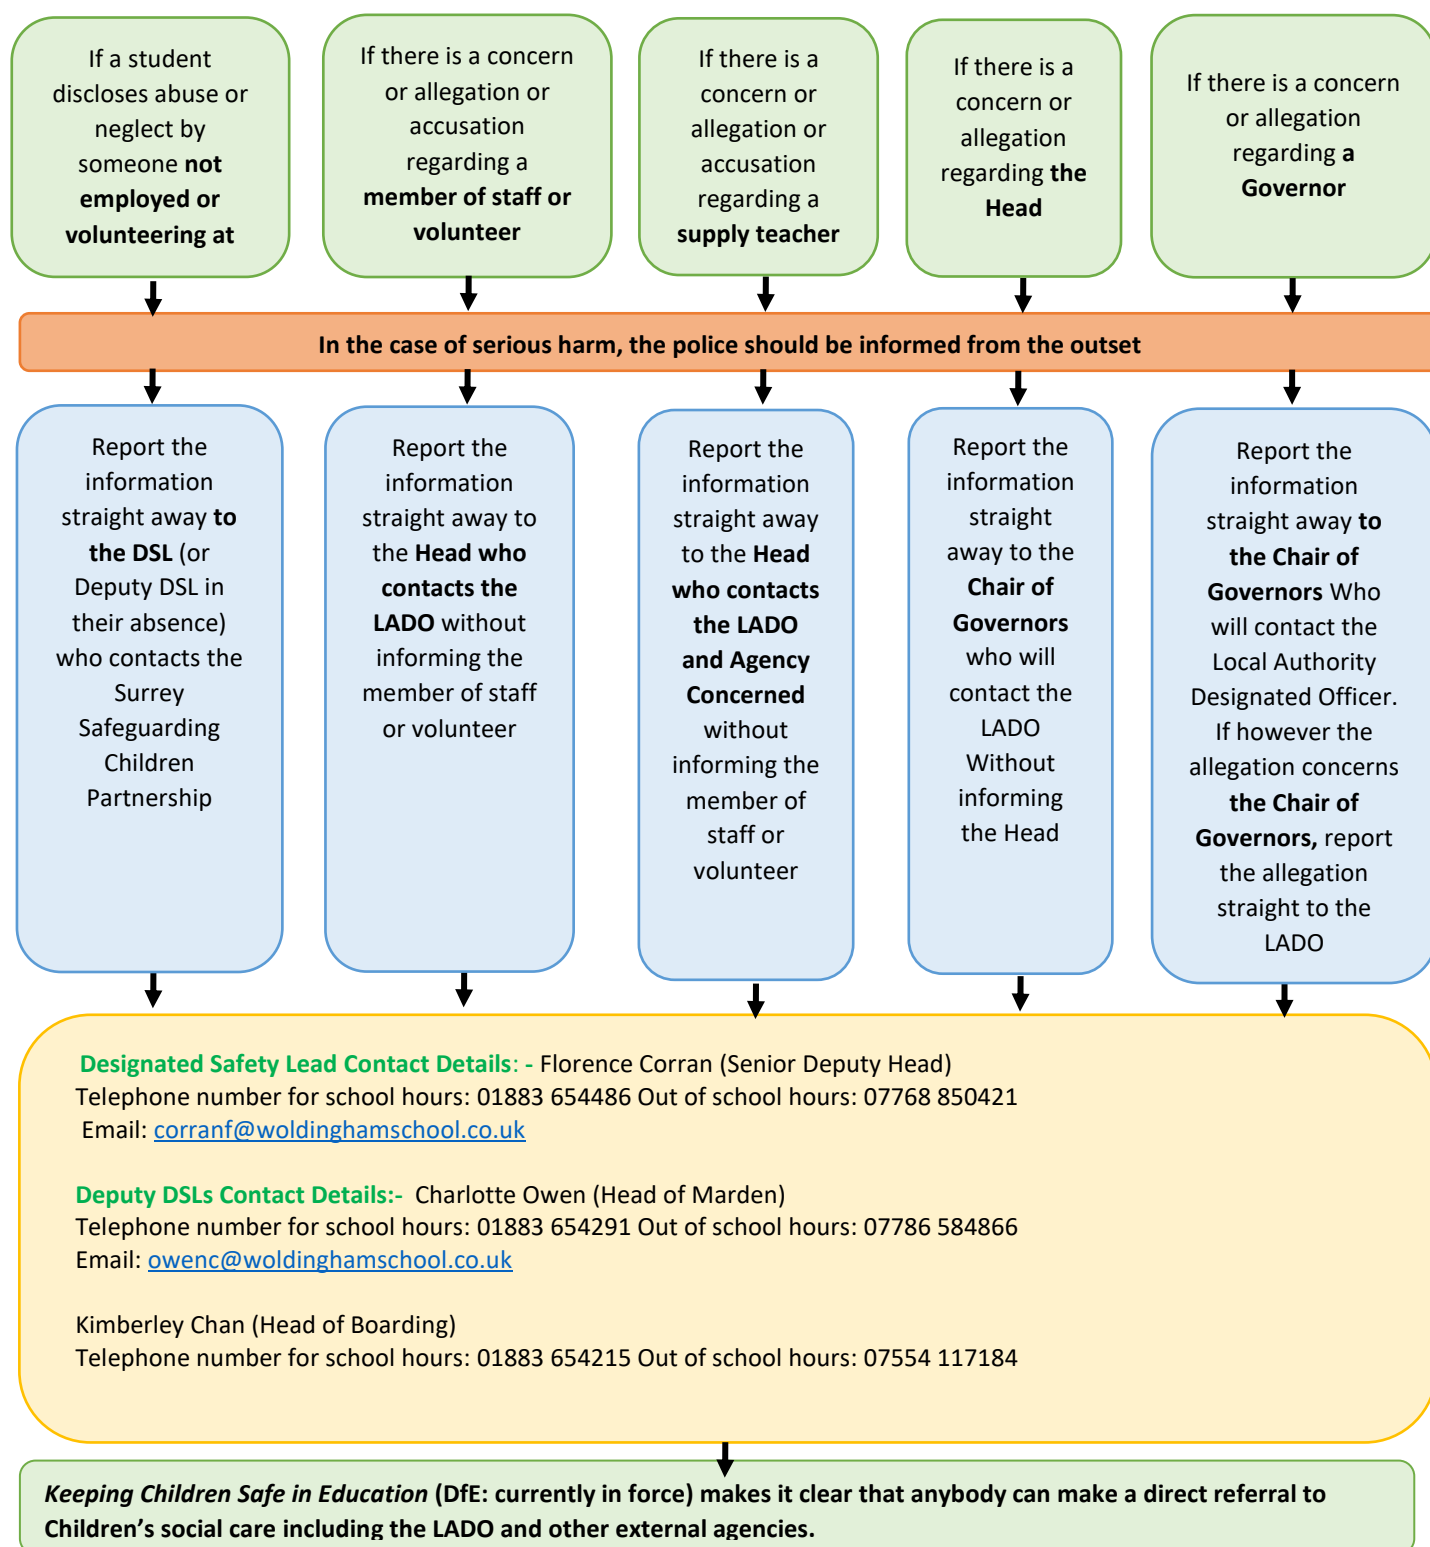 If a student
discloses abuse or
neglect by
someone not
employed or
volunteering at
If there is a concern
or allegation or
accusation
regarding a
member of staff or
volunteer
If there is a
concern or
allegation or
accusation
regarding a
supply teacher
If there is a
concern or
allegation
regarding the
Head
If there is a concern
or allegation
regarding a
Governor
In the case of serious harm, the police should be informed from the outset
Report the
information
straight away to
the DSL (or
Deputy DSL in
their absence)
who contacts the
Surrey
Safeguarding
Children
Partnership
Report the
information
straight away to
the Head who
contacts the
LADO without
informing the
member of staff
or volunteer
Report the
information
straight away
to the Head
who contacts
the LADO
and Agency
Concerned
without
informing the
member of
staff or
volunteer
Report the
information
straight
away to the
Chair of
Governors
who will
contact the
LADO
Without
informing
the Head
Report the
information
straight away to
the Chair of
Governors Who
will contact the
Local Authority
Designated Officer.
If however the
allegation concerns
the Chair of
Governors, report
the allegation
straight to the
LADO
Designated Safety Lead Contact Details: - Florence Corran (Senior Deputy Head)
Telephone number for school hours: 01883 654486 Out of school hours: 07768 850421
Email: corranf@woldinghamschool.co.uk
Deputy DSLs Contact Details:- Charlotte Owen (Head of Marden)
Telephone number for school hours: 01883 654291 Out of school hours: 07786 584866
Email: owenc@woldinghamschool.co.uk
Kimberley Chan (Head of Boarding)
Telephone number for school hours: 01883 654215 Out of school hours: 07554 117184
Keeping Children Safe in Education (DfE: currently in force) makes it clear that anybody can make a direct referral to
Children’s social care including the LADO and other external agencies.